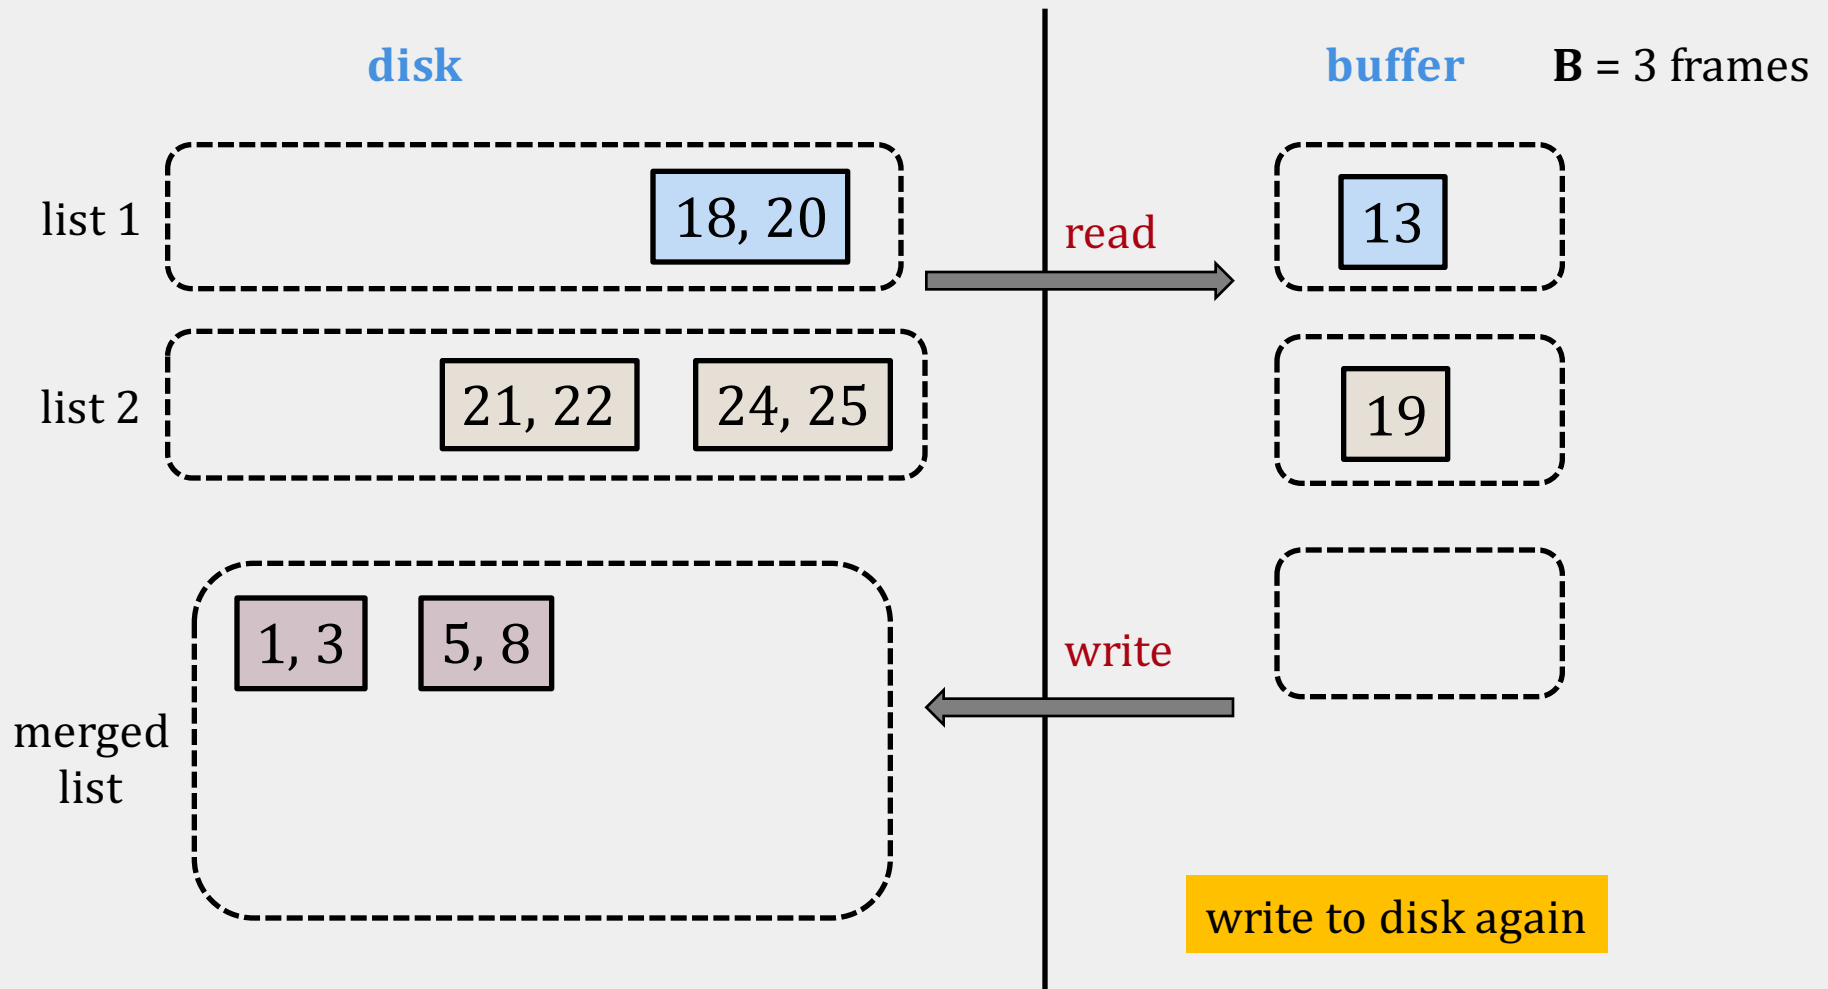 disk
buffer
B = 3 frames
list 1
18, 20
read
13
list 2
21, 22
24, 25
19
1, 3
5, 8
write
merged
list
write to disk again